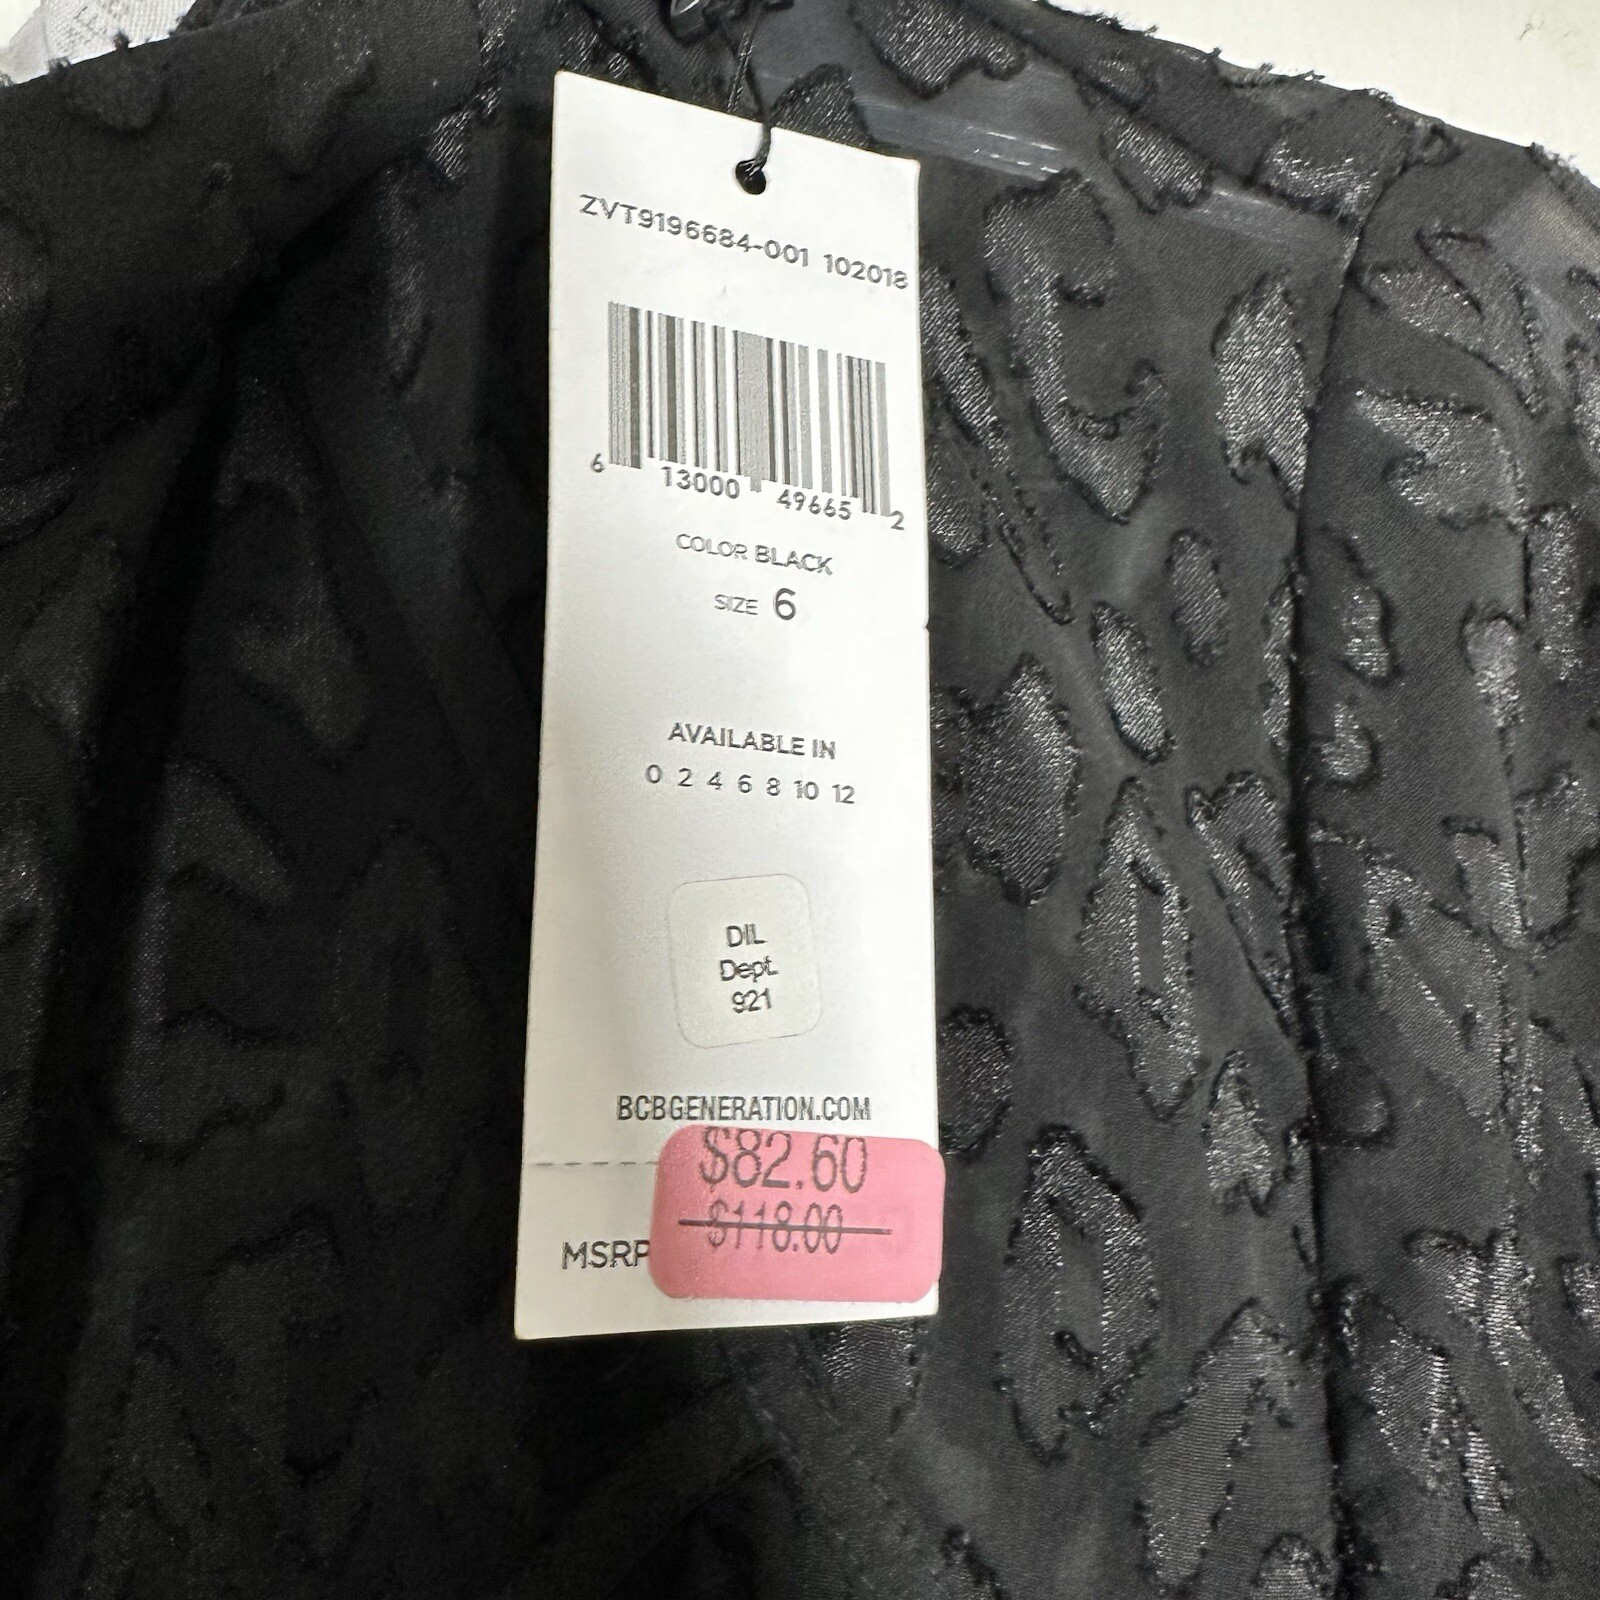 ZVT9196684-001 102018
6 13000 49665 2
COLOR BLACK
SIZE 6
AVAILABLE IN
0 2 4 6 8 10 12
DIL
Dept.
921
BCBGENERATION.COM
$82.60
$118.00
MSRP